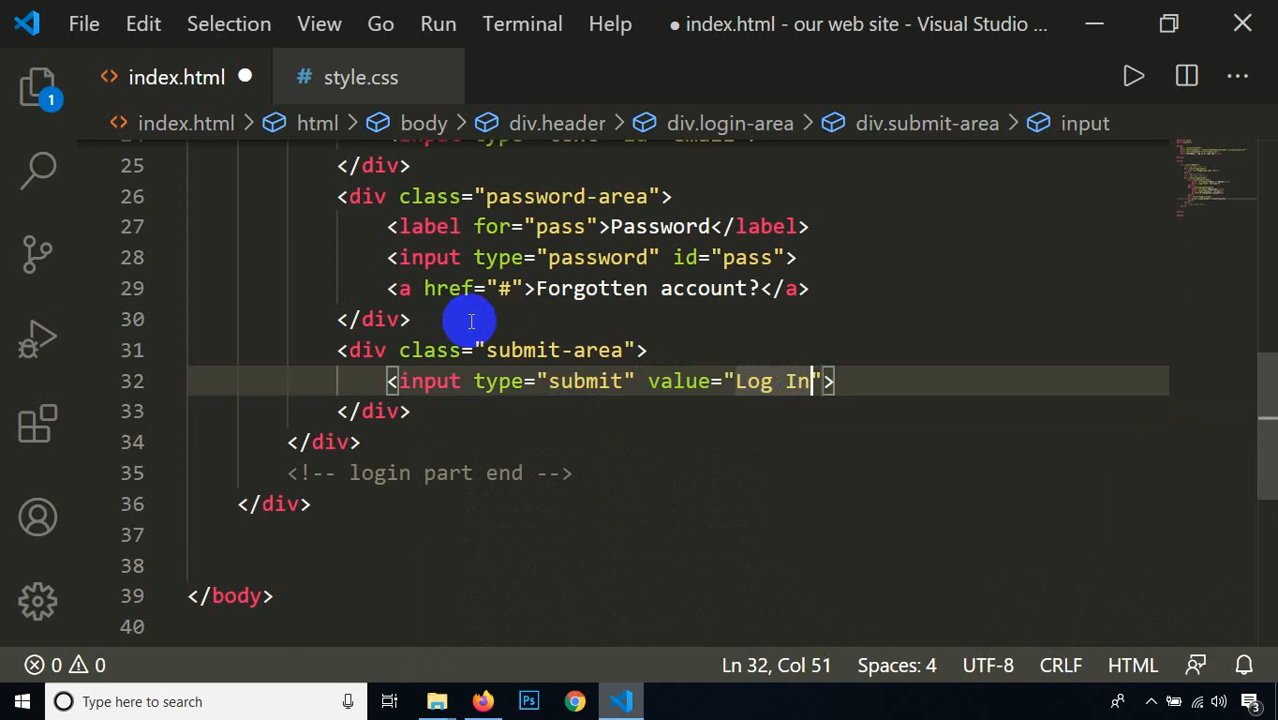 File Edit Selection View Go Run Terminal Help ● index.html - our web site - Visual Studio ...
<> index.html ● # style.css
<> index.html > html > body > div.header > div.login-area > div.submit-area > input
25 </div>
26 <div class="password-area">
27 <label for="pass">Password</label>
28 <input type="password" id="pass">
29 <a href="#">Forgotten account?</a>
30 </div>
31 <div class="submit-area">
32 <input type="submit" value="Log In">
33 </div>
34 </div>
35 <!-- login part end -->
36 </div>
37
38
39 </body>
40
1
0 0 Ln 32, Col 51 Spaces: 4 UTF-8 CRLF HTML
Type here to search Ps 3